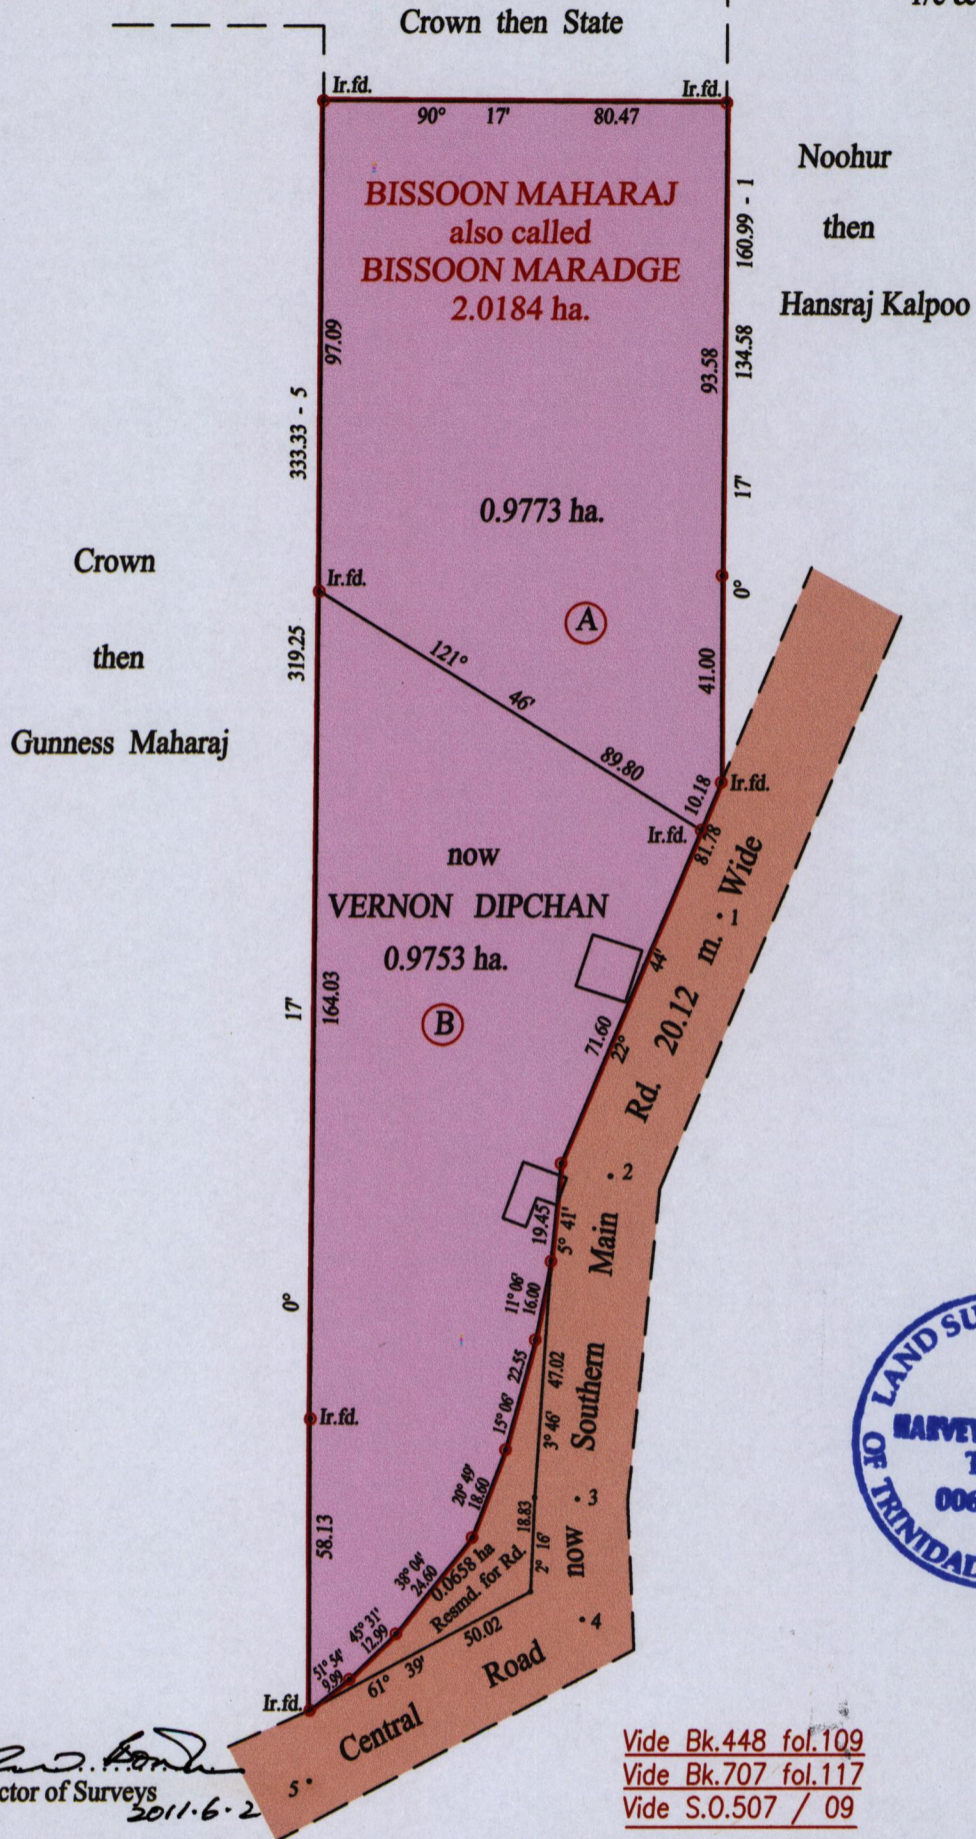 Crown then State
Ir.fd.
Ir.fd.
90° 17' 80.47
BISSOON MAHARAJ
also called
BISSOON MARADGE
2.0184 ha.
Noohur
then
Hansraj Kalpoo
160.99 - 1
134.58
93.58
17'
0°
41.00
97.09
333.33 - 5
0.9773 ha.
A
Crown
then
Gunness Maharaj
Ir.fd.
319.25
121° 46' 89.80
10.18
Ir.fd.
Ir.fd.
81.78
now
VERNON DIPCHAN
0.9753 ha.
B
17'
164.03
0°
44'
71.60
22°
Rd. 20.12 m. Wide
1
2
19.45
5° 41'
11° 06'
16.00
22.55
15° 06'
47.02
3° 46'
now Southern Main
3
20° 49'
18.60
18.83
2° 16'
Ir.fd.
58.13
38° 04'
24.60
0.0658 ha
Resmd. for Rd.
45° 31'
12.99
51° 54'
9.99
61° 39' 50.02
4
Ir.fd.
Central Road
5
ctor of Surveys
2011.6.2
Vide Bk.448 fol.109
Vide Bk.707 fol.117
Vide S.O.507 / 09
LAND SU
HARVEY
T
006
OF TRINIDAD